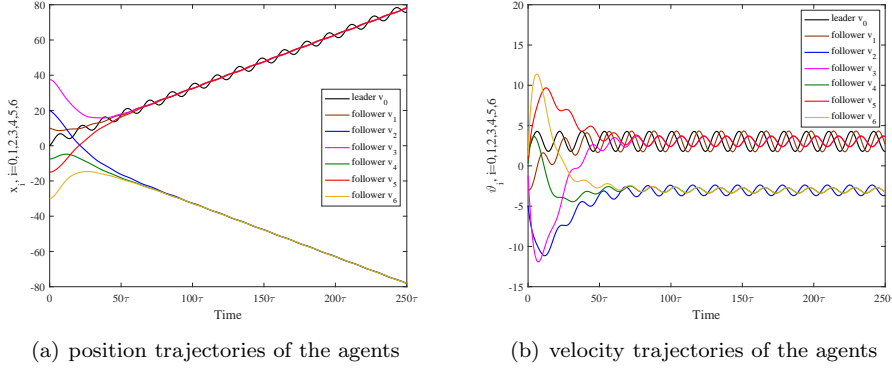 80
60
40
20
0
-20
-40
-60
-80
x_i, i=0,1,2,3,4,5,6
leader v_0
follower v_1
follower v_2
follower v_3
follower v_4
follower v_5
follower v_6
0 50τ 100τ 150τ 200τ 250τ
Time
(a) position trajectories of the agents
20
15
10
5
0
-5
-10
-15
ϑ_i, i=0,1,2,3,4,5,6
leader v_0
follower v_1
follower v_2
follower v_3
follower v_4
follower v_5
follower v_6
0 50τ 100τ 150τ 200τ 250τ
Time
(b) velocity trajectories of the agents